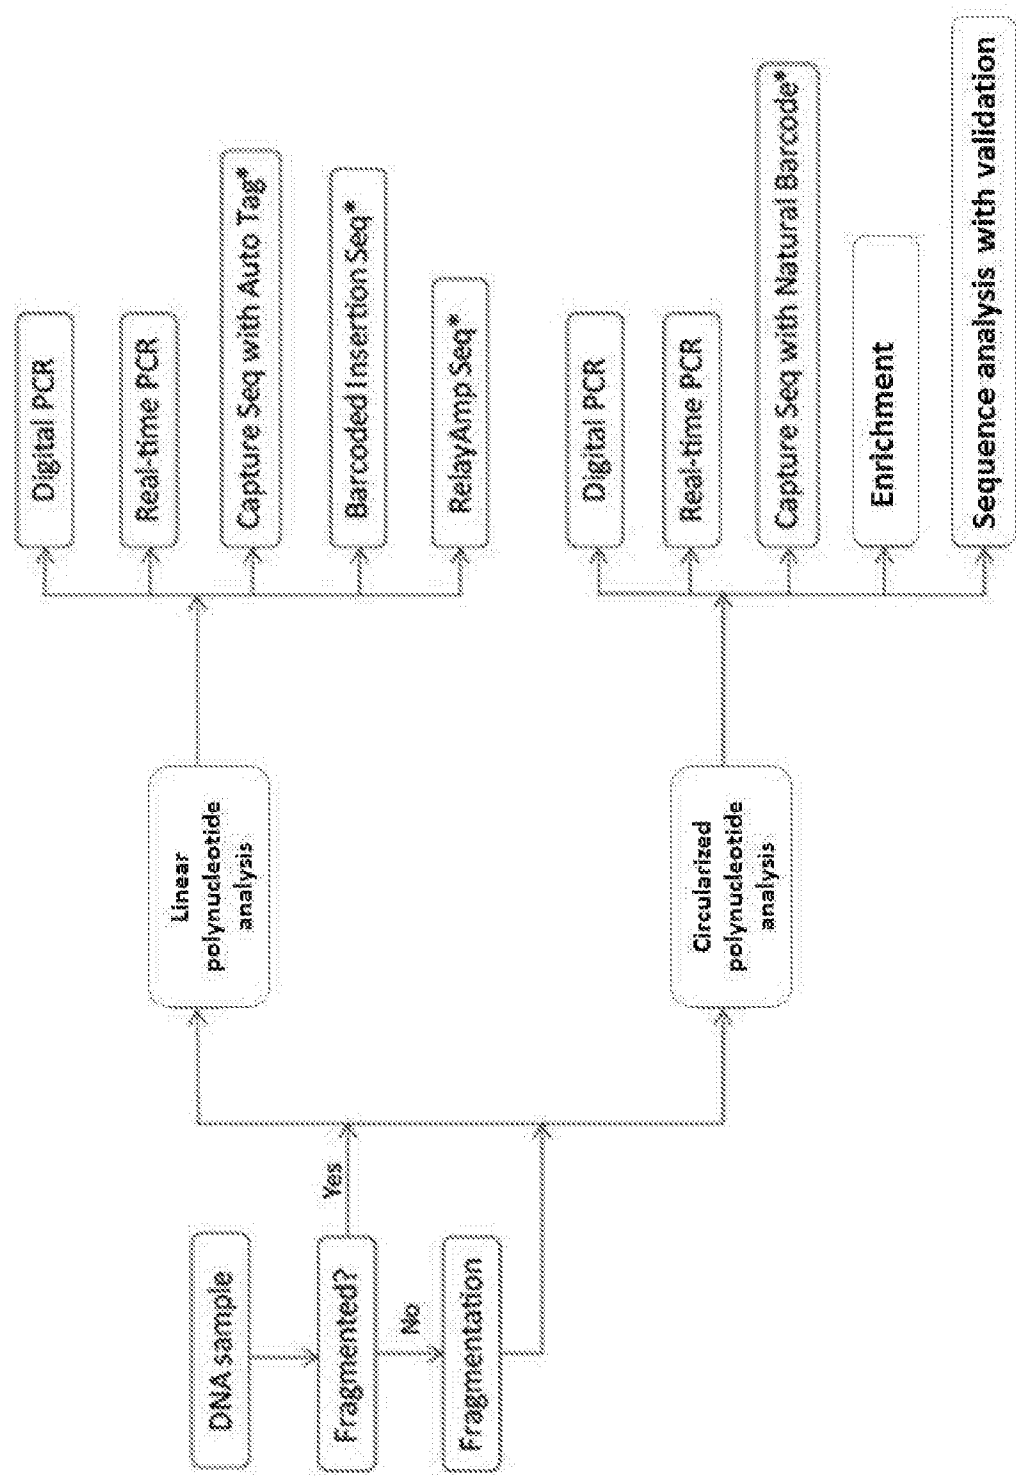 DNA sample
Fragmented?
Yes
No
Fragmentation
Linear
polynucleotide
analysis
Digital PCR
Real-time PCR
Capture Seq with Auto Tag*
Barcoded Insertion Seq*
RelayAmp Seq*
Circularized
polynucleotide
analysis
Digital PCR
Real-time PCR
Capture Seq with Natural Barcode*
Enrichment
Sequence analysis with validation